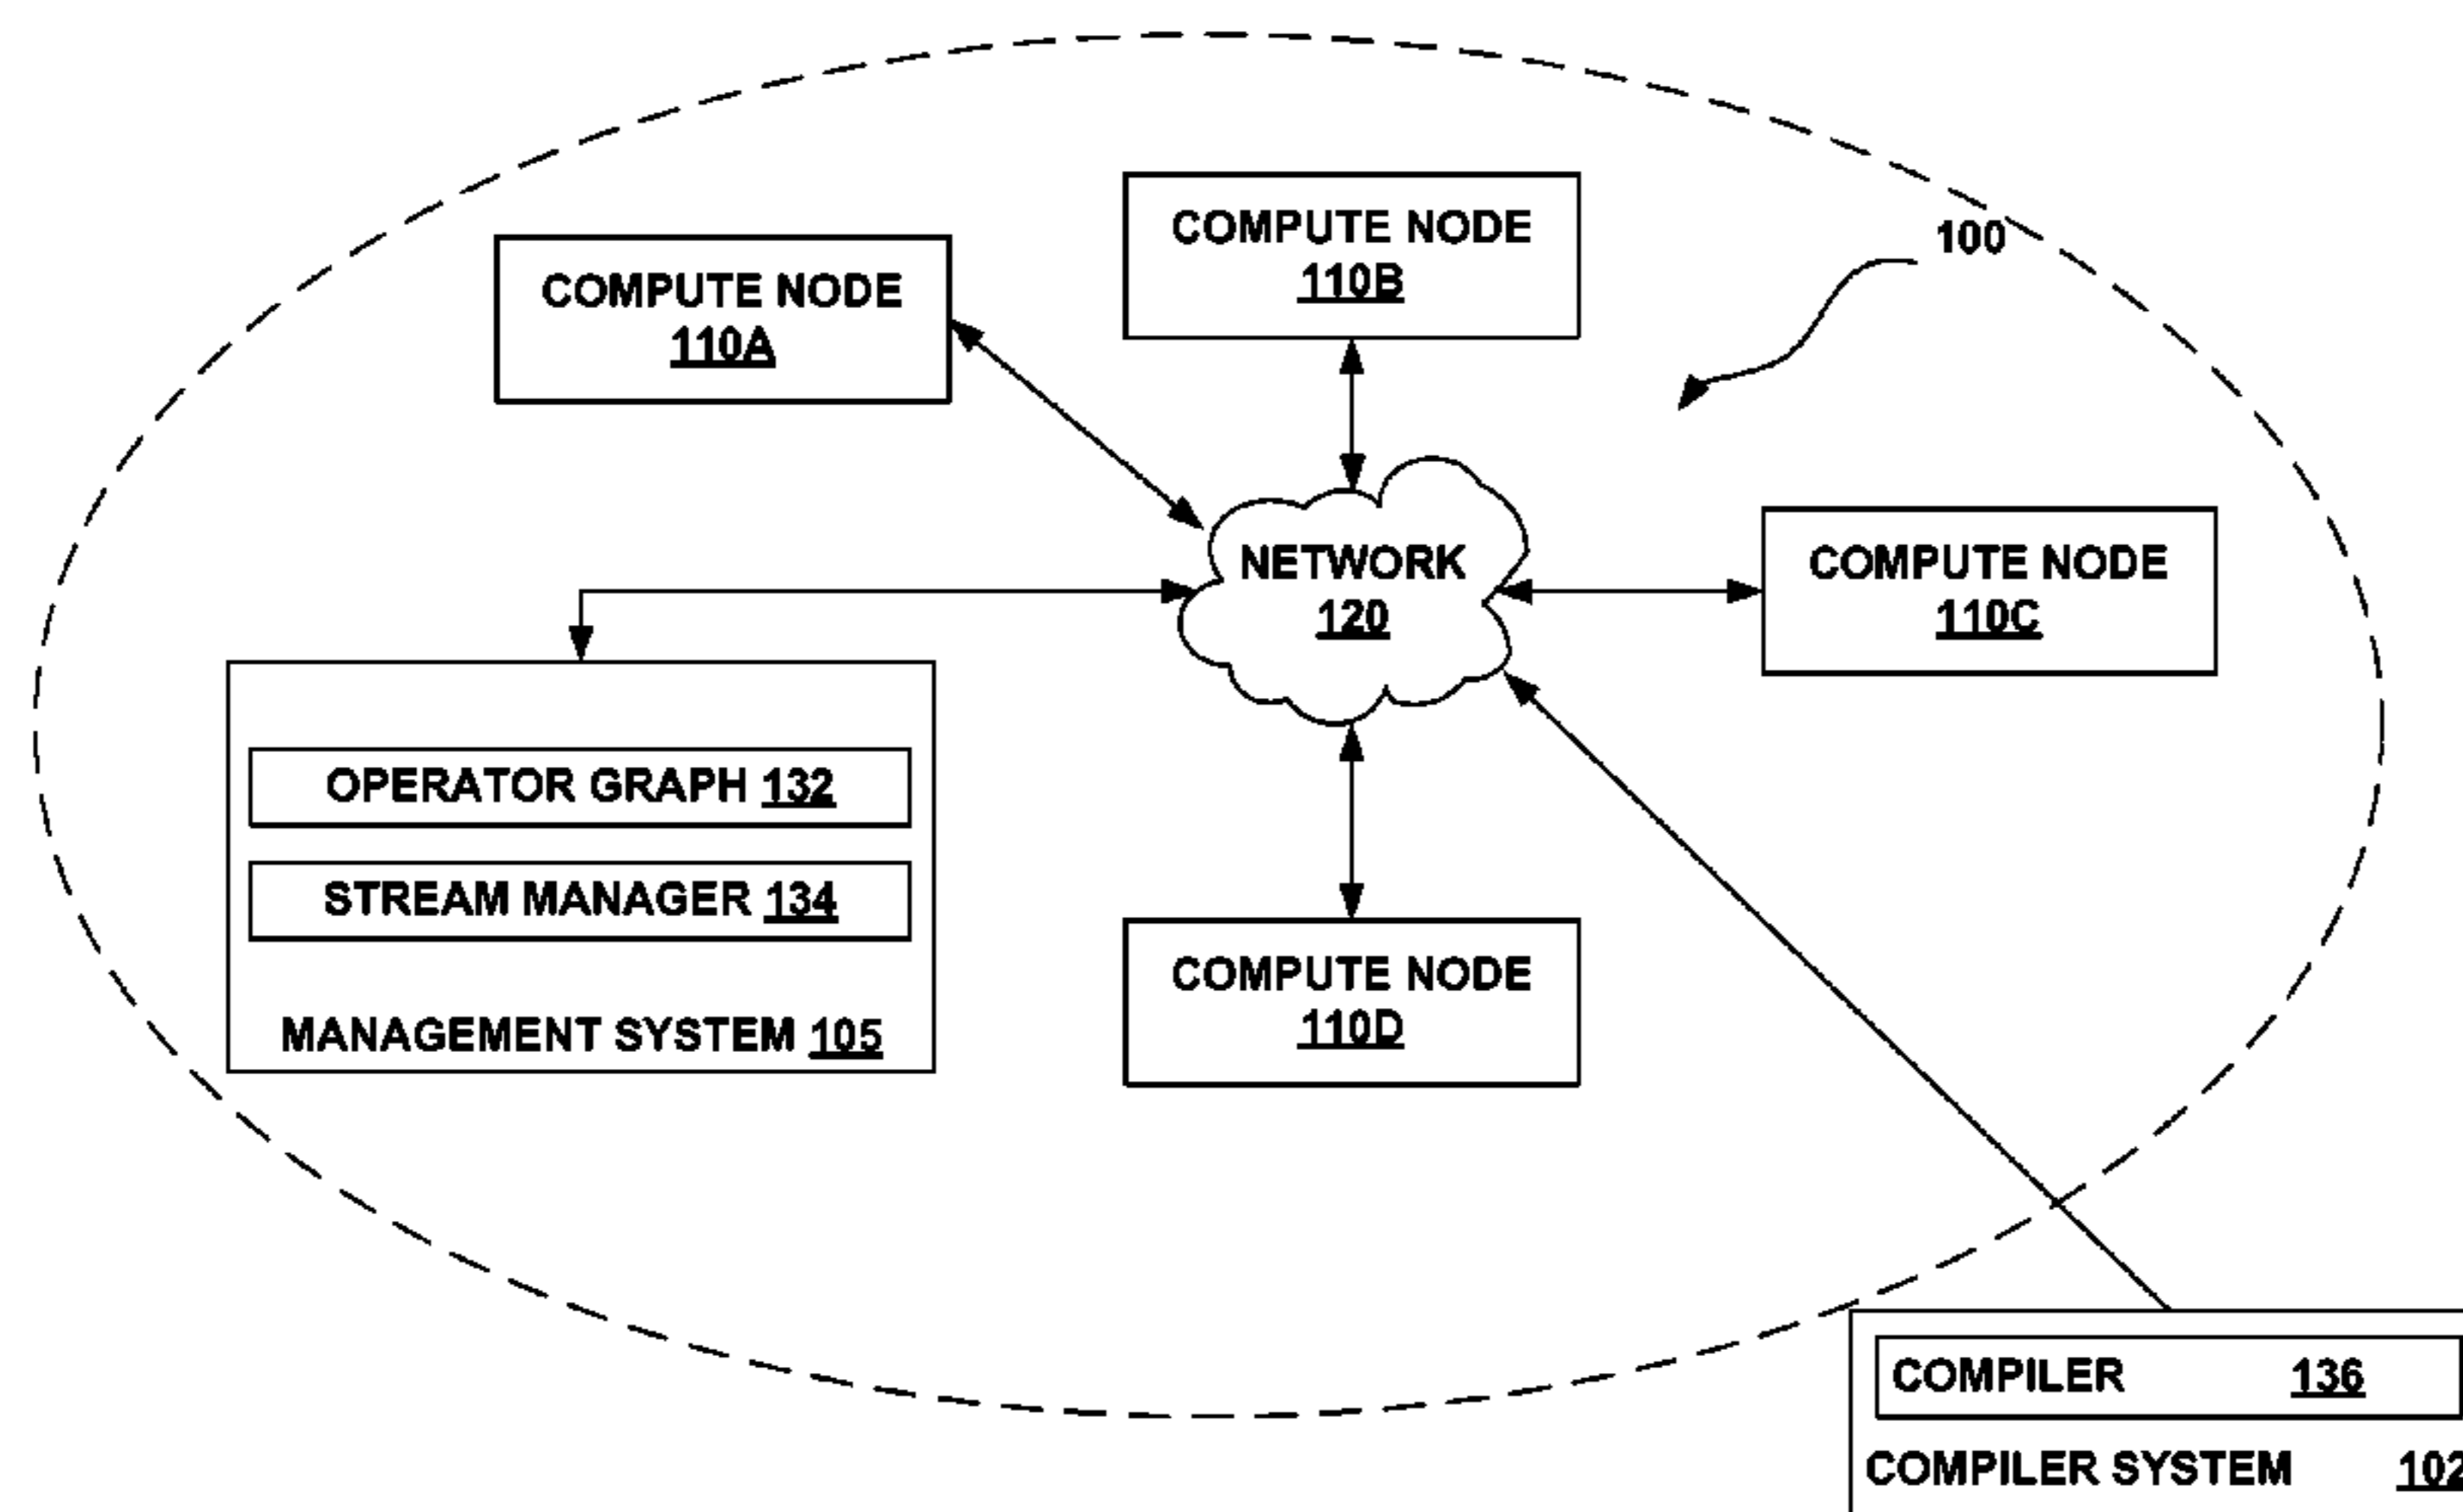 COMPUTE NODE
110B
100
COMPUTE NODE
110A
NETWORK
120
COMPUTE NODE
110C
OPERATOR GRAPH 132
STREAM MANAGER 134
MANAGEMENT SYSTEM 105
COMPUTE NODE
110D
COMPILER 136
COMPILER SYSTEM 102